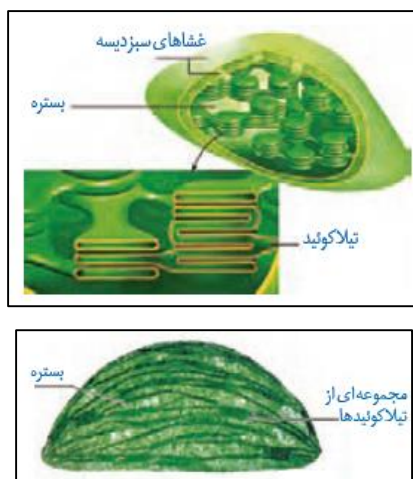 غشاهای سبزدیسه
بستره
تیلاکوئید
بستره
مجموعه‌ای از
تیلاکوئیدها